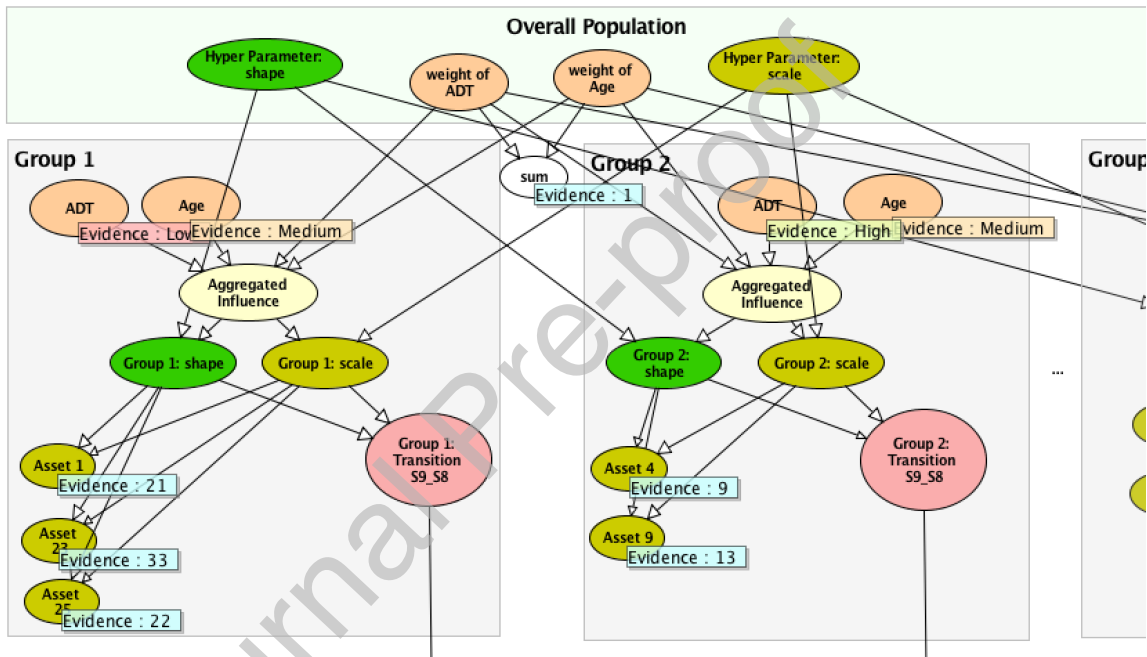 Overall Population
Hyper Parameter:
shape
weight of
ADT
weight of
Age
Hyper Parameter:
scale
Group 1
ADT
Age
Evidence : Low
Evidence : Medium
Aggregated
Influence
Group 1: shape
Group 1: scale
Group 1:
Transition
S9_S8
Asset 1
Evidence : 21
Asset
23
Evidence : 33
Asset
25
Evidence : 22
sum
Evidence : 1
Group 2
ADT
Age
Evidence : High
Evidence : Medium
Aggregated
Influence
Group 2:
shape
Group 2: scale
Group 2:
Transition
S9_S8
Asset 4
Evidence : 9
Asset 9
Evidence : 13
...
Group
urnal Pre-proof